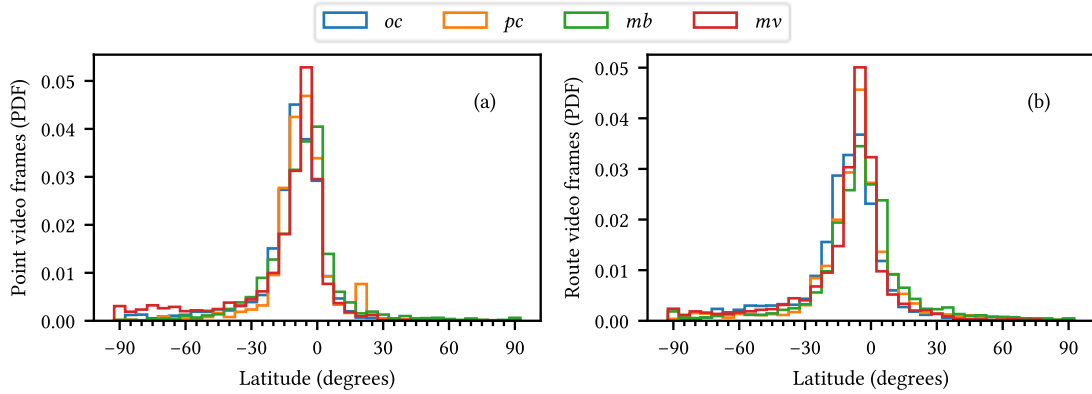 oc pc mb mv
Point video frames (PDF)
0.05
0.04
0.03
0.02
0.01
0.00
(a)
−90 −60 −30 0 30 60 90
Latitude (degrees)
Route video frames (PDF)
0.05
0.04
0.03
0.02
0.01
0.00
(b)
−90 −60 −30 0 30 60 90
Latitude (degrees)